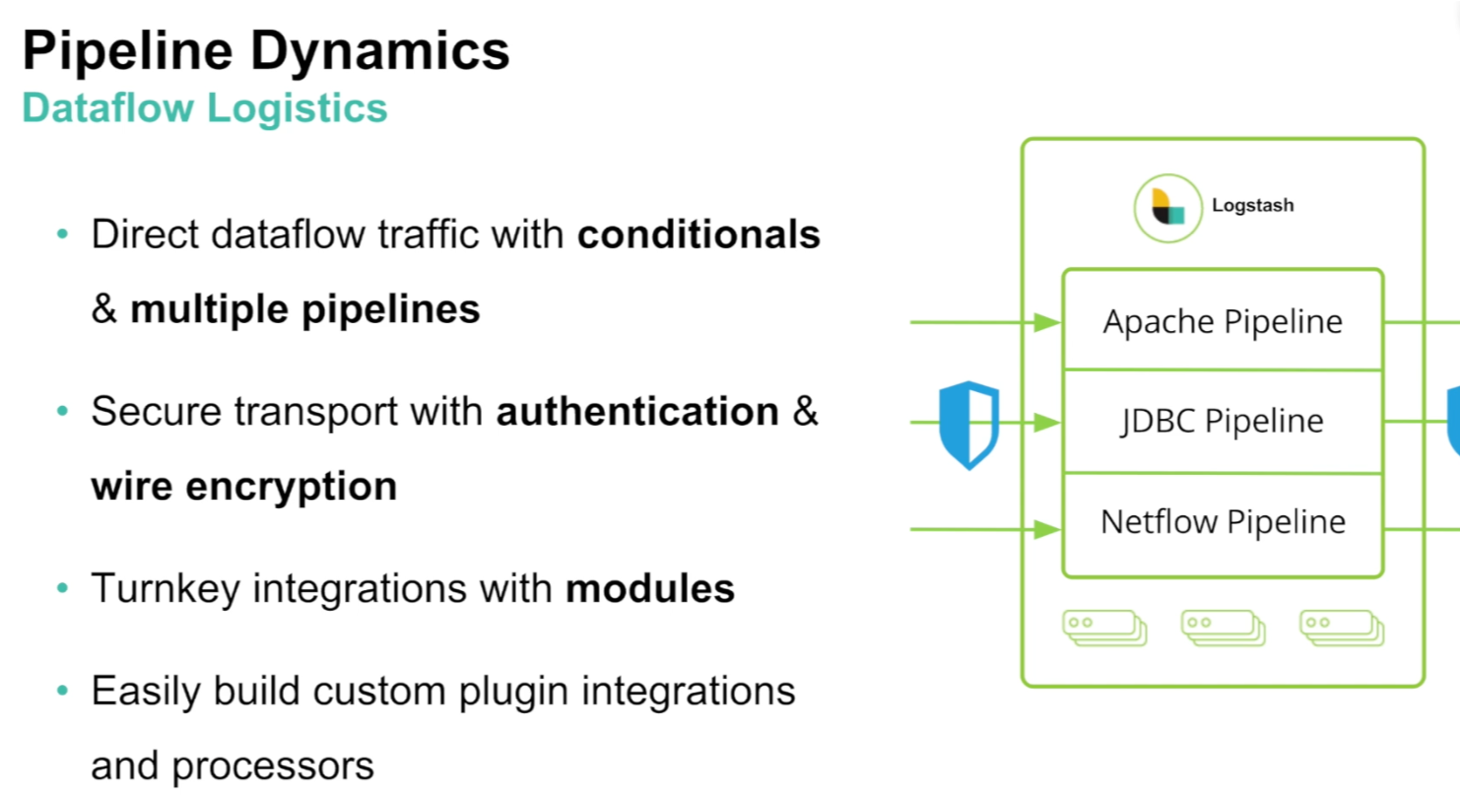 Pipeline Dynamics
Dataflow Logistics
• Direct dataflow traffic with conditionals
& multiple pipelines
• Secure transport with authentication &
wire encryption
• Turnkey integrations with modules
• Easily build custom plugin integrations
and processors
Logstash
Apache Pipeline
JDBC Pipeline
Netflow Pipeline